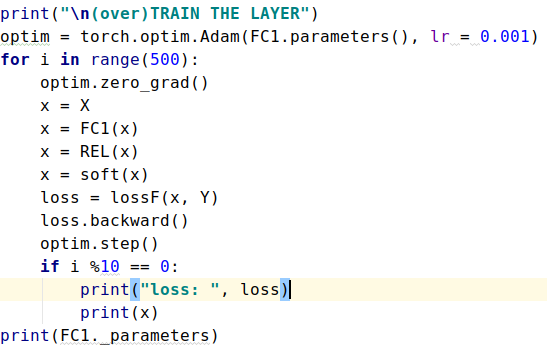 print("\n(over)TRAIN THE LAYER")
optim = torch.optim.Adam(FC1.parameters(), lr = 0.001)
for i in range(500):
    optim.zero_grad()
    x = X
    x = FC1(x)
    x = REL(x)
    x = soft(x)
    loss = lossF(x, Y)
    loss.backward()
    optim.step()
    if i %10 == 0:
        print("loss: ", loss)
        print(x)
print(FC1._parameters)